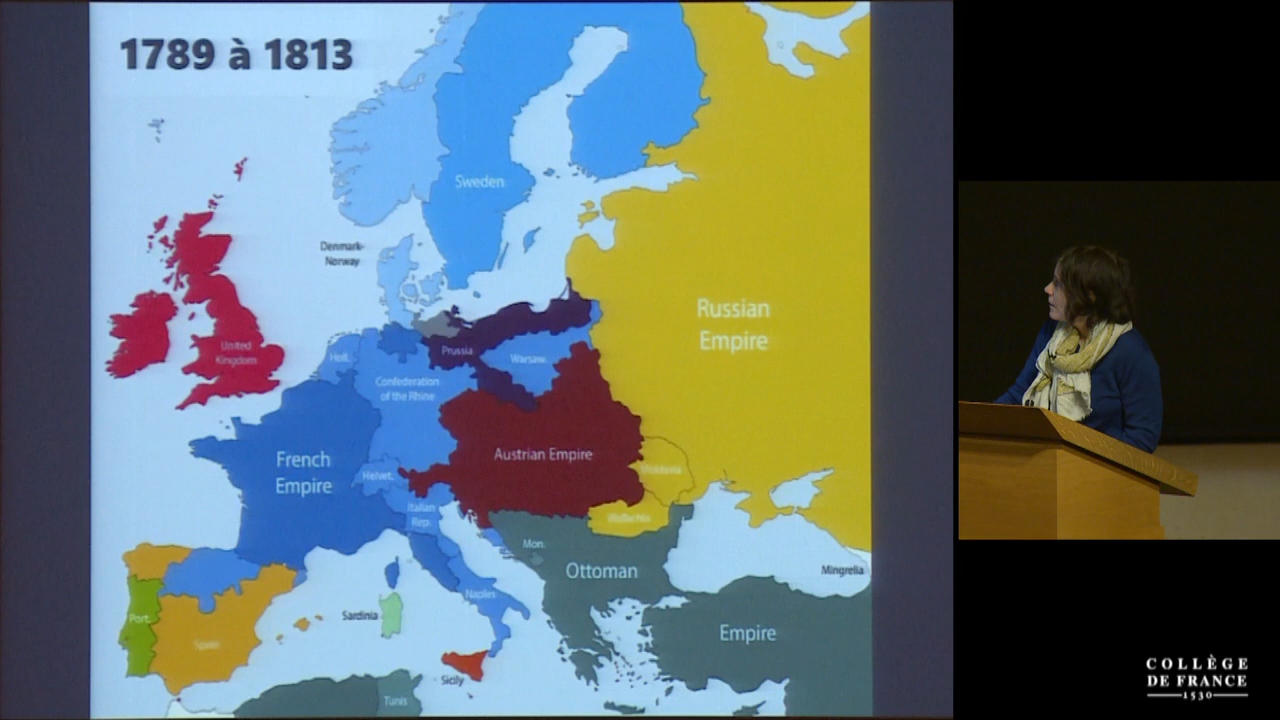 1789 à 1813
Sweden
Denmark-
Norway
Russian
Empire
United
Kingdom
Holl.
Prussia
Warsaw.
Confederation
of the Rhine
French
Empire
Austrian Empire
Helvet.
Moldavia
Italian
Rep.
Wallachia
Mon.
Ottoman
Mingrelia
Naples
Sardinia
Port.
Empire
Spain
Sicily
Tunis
COLLÈGE
DE FRANCE
1530